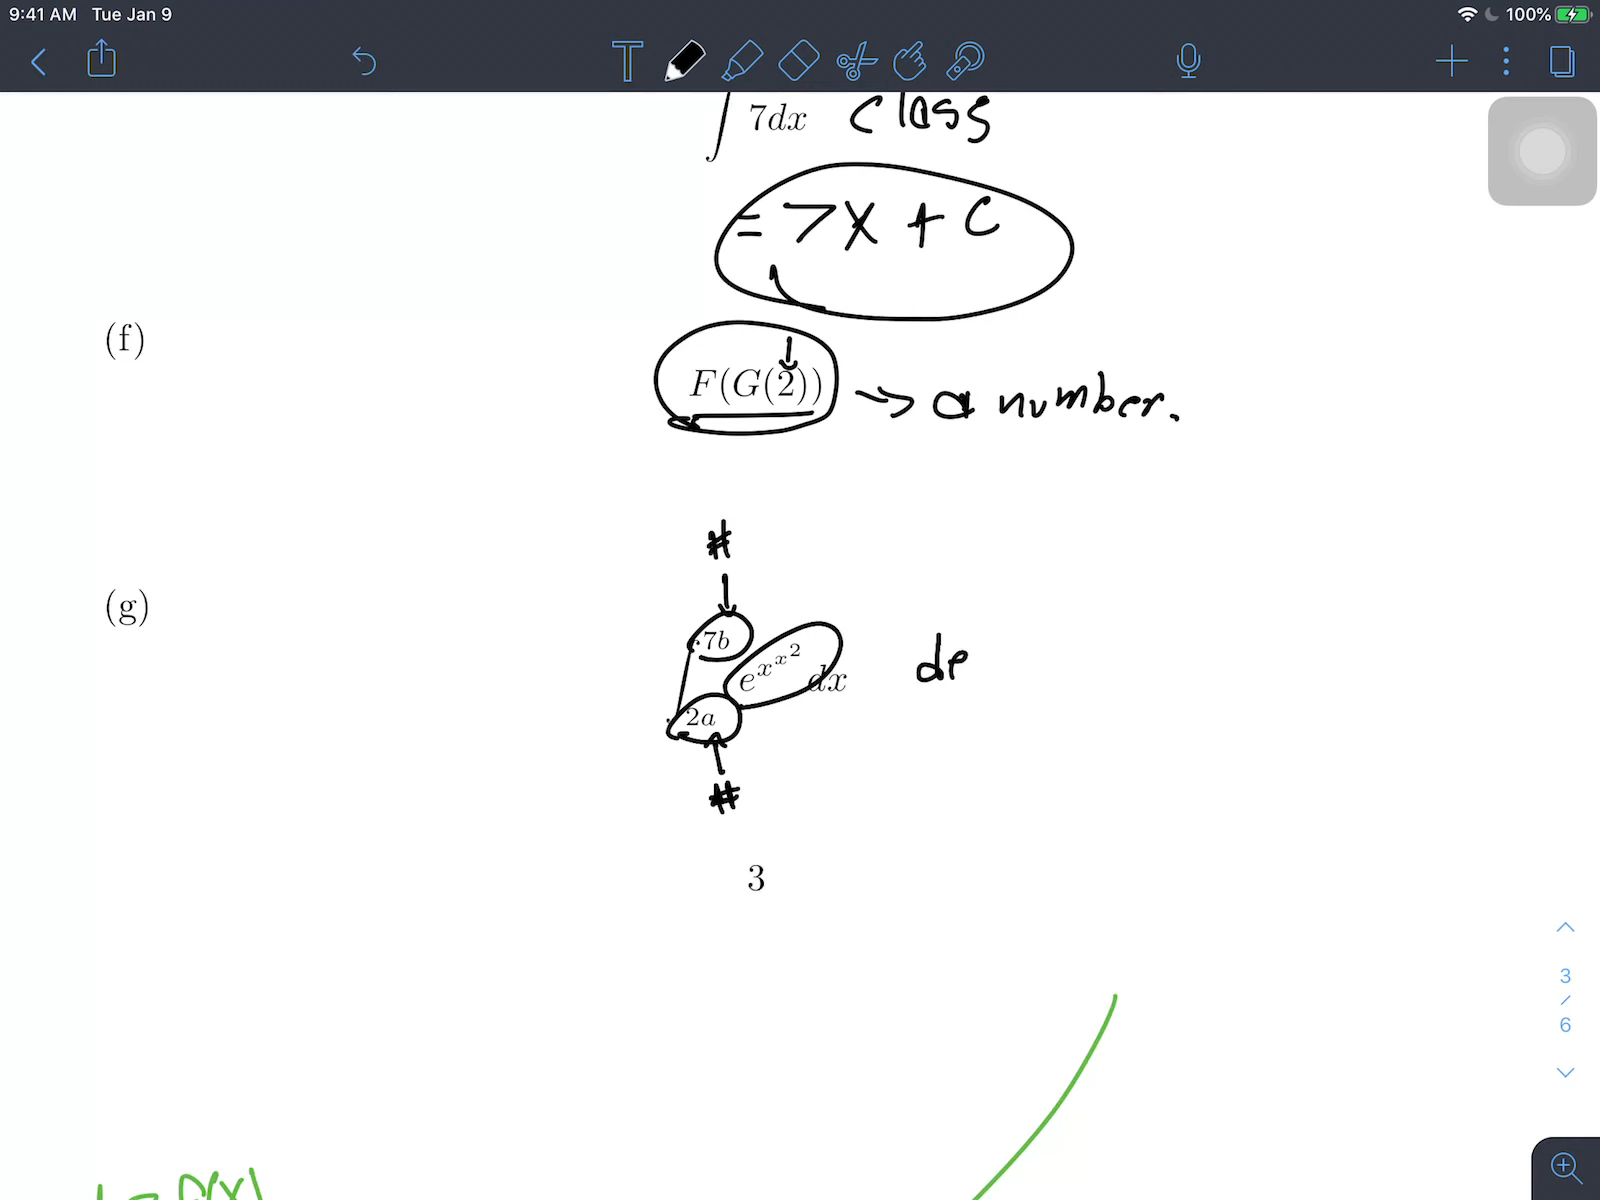 9:41 AM Tue Jan 9 100%
∫ 7dx class
= 7x + C
(f)
F(G(2)) → a number.
#
(g)
7b
e^{x^{x^2}} dx de
2a
#
3
3
/
6